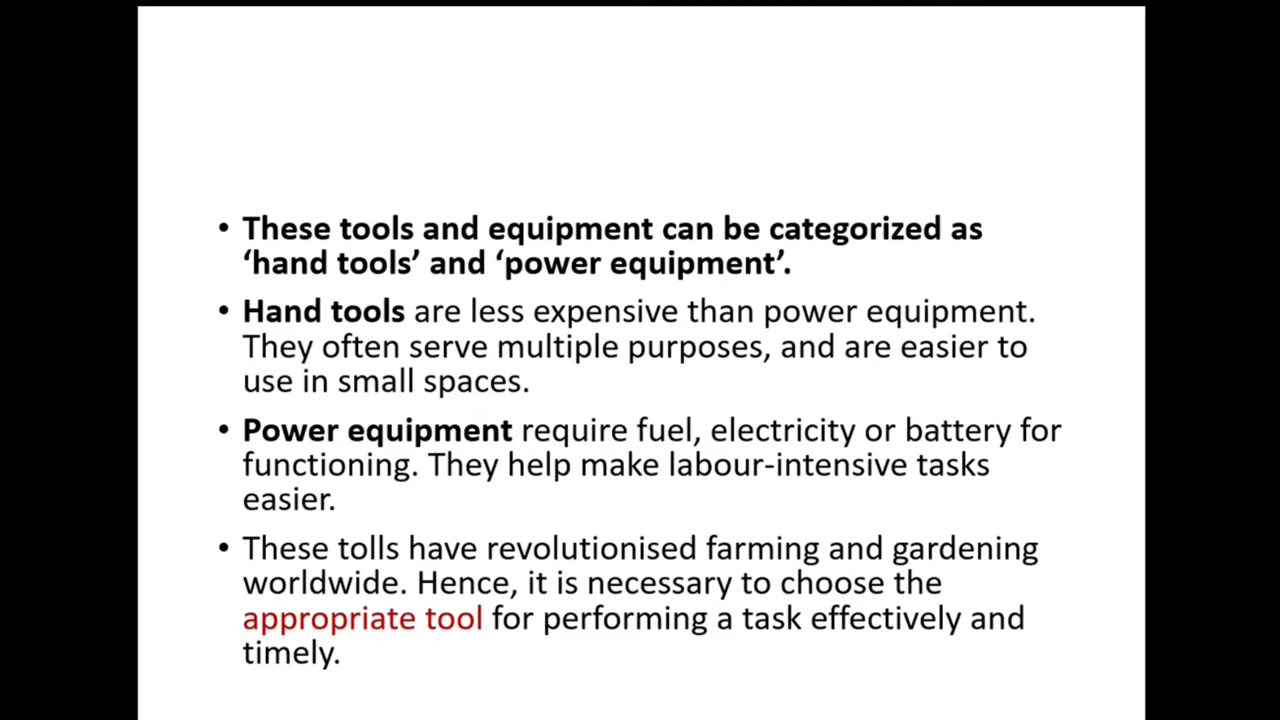 • These tools and equipment can be categorized as
‘hand tools’ and ‘power equipment’.
• Hand tools are less expensive than power equipment.
They often serve multiple purposes, and are easier to
use in small spaces.
• Power equipment require fuel, electricity or battery for
functioning. They help make labour-intensive tasks
easier.
• These tolls have revolutionised farming and gardening
worldwide. Hence, it is necessary to choose the
appropriate tool for performing a task effectively and
timely.